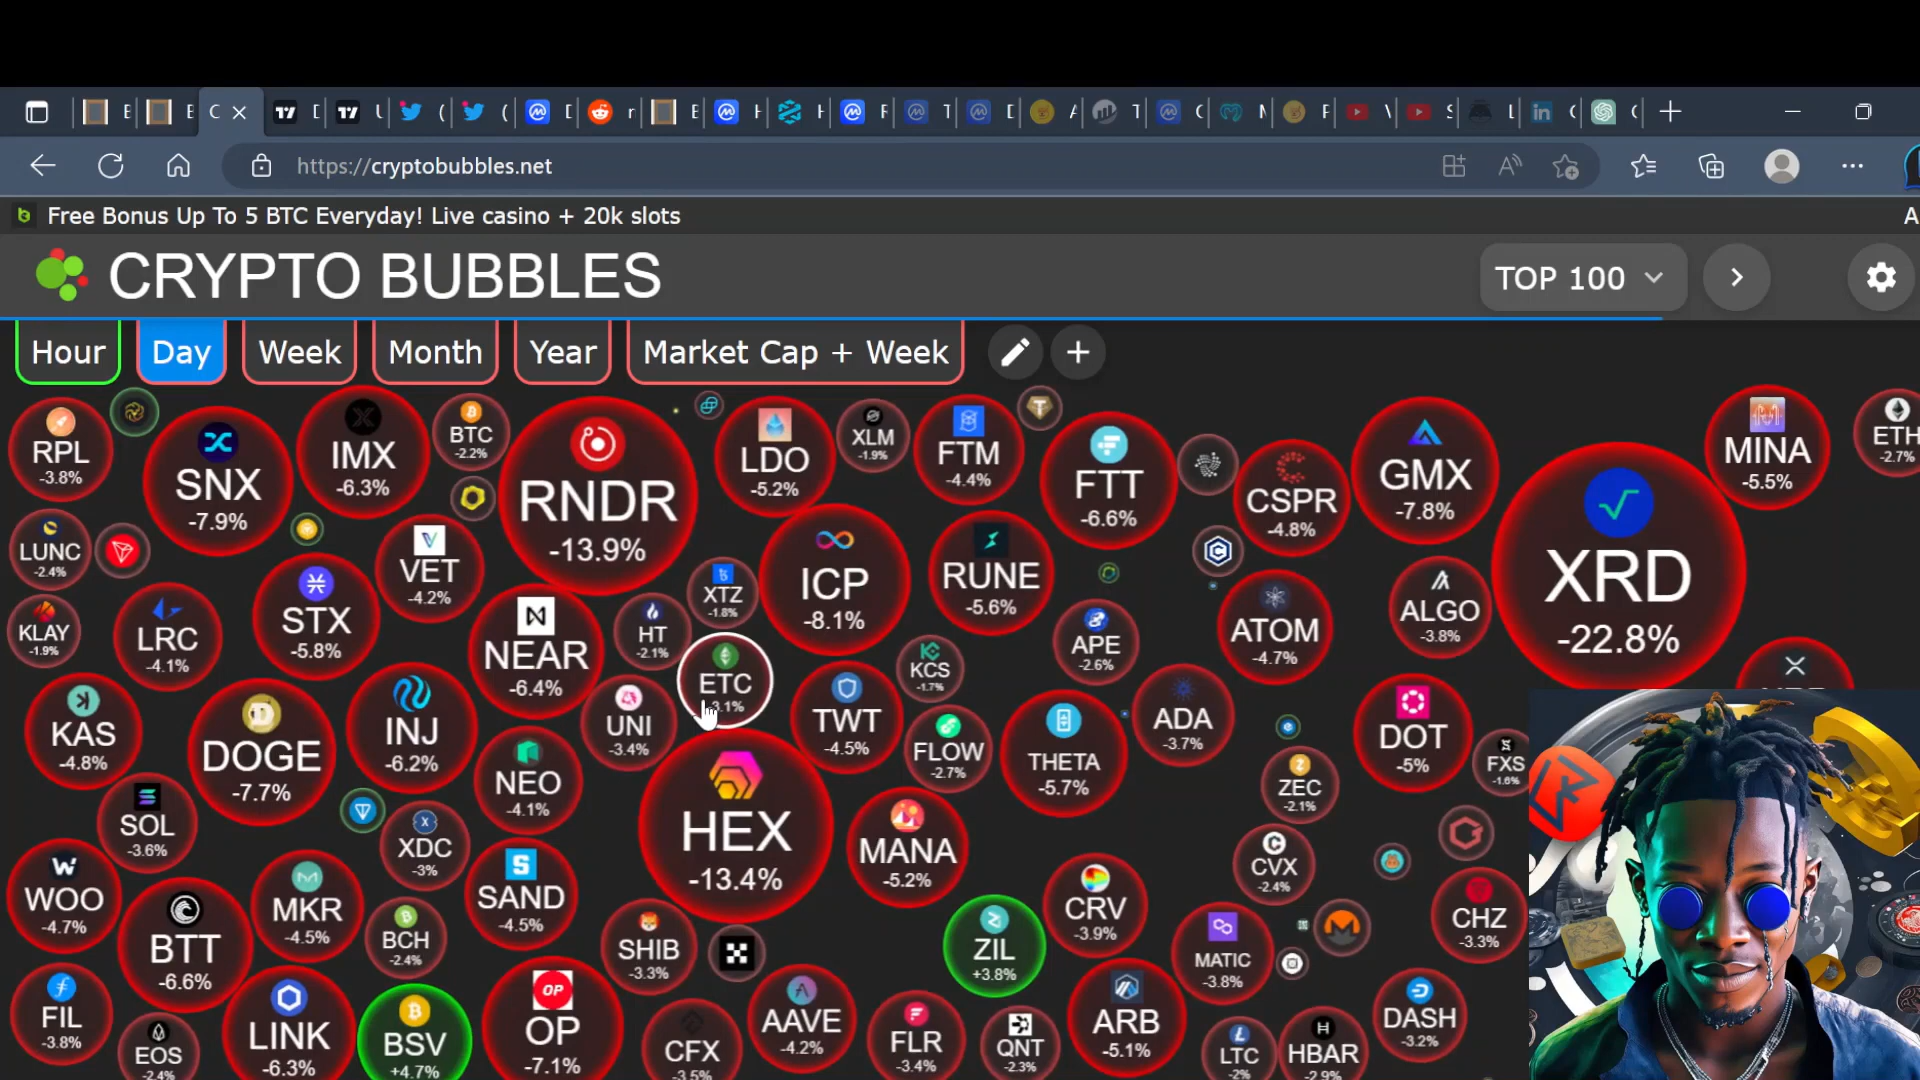 https://cryptobubbles.net
Free Bonus Up To 5 BTC Everyday! Live casino + 20k slots
CRYPTO BUBBLES
TOP 100
Hour
Day
Week
Month
Year
Market Cap + Week
RPL
-3.8%
SNX
-7.9%
IMX
-6.3%
BTC
-2.2%
RNDR
-13.9%
LDO
-5.2%
XLM
-1.9%
FTM
-4.4%
FTT
-6.6%
CSPR
-4.8%
GMX
-7.8%
XRD
-22.8%
MINA
-5.5%
ETH
-2.7%
LUNC
-2.4%
VET
-4.2%
XTZ
-1.8%
ICP
-8.1%
RUNE
-5.6%
ALGO
-3.8%
KLAY
-1.9%
LRC
-4.1%
STX
-5.8%
NEAR
-6.4%
HT
-2.1%
APE
-2.6%
ATOM
-4.7%
ETC
KCS
-1.7%
KAS
-4.8%
DOGE
-7.7%
INJ
-6.2%
UNI
-3.4%
TWT
-4.5%
FLOW
-2.7%
THETA
-5.7%
ADA
-3.7%
DOT
-5%
FXS
-1.6%
SOL
-3.6%
NEO
-4.1%
HEX
-13.4%
ZEC
-2.1%
XDC
-3%
MANA
-5.2%
CVX
-2.4%
WOO
-4.7%
MKR
-4.5%
SAND
-4.5%
CRV
-3.9%
CHZ
-3.3%
BTT
-6.6%
BCH
-2.4%
SHIB
-3.3%
ZIL
+3.8%
MATIC
-3.8%
FIL
-3.8%
EOS
-2.4%
LINK
-6.3%
BSV
+4.7%
OP
OP
-7.1%
CFX
-3.5%
AAVE
-4.2%
FLR
-3.4%
QNT
-2.3%
ARB
-5.1%
LTC
-2%
HBAR
-2.9%
DASH
-3.2%